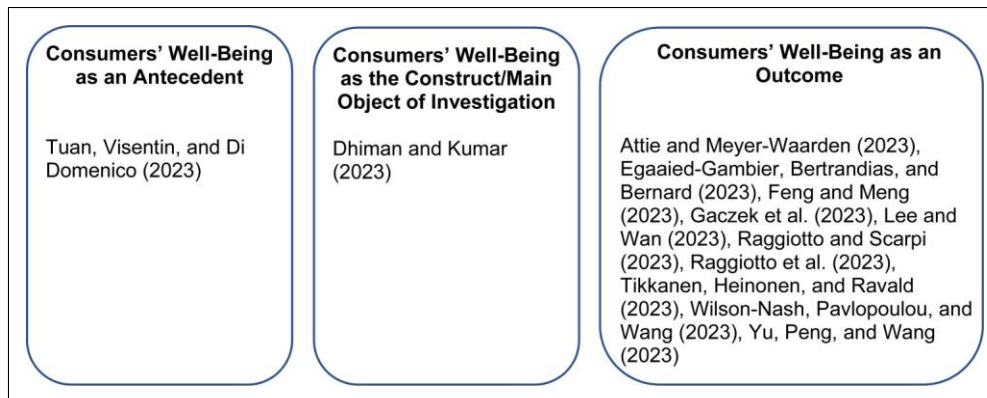 Consumers' Well-Being
as an Antecedent
Tuan, Visentin, and Di
Domenico (2023)
Consumers' Well-Being
as the Construct/Main
Object of Investigation
Dhiman and Kumar
(2023)
Consumers' Well-Being as an
Outcome
Attie and Meyer-Waarden (2023),
Egaaied-Gambier, Bertrandias, and
Bernard (2023), Feng and Meng
(2023), Gaczek et al. (2023), Lee and
Wan (2023), Raggiotto and Scarpi
(2023), Raggiotto et al. (2023),
Tikkanen, Heinonen, and Ravald
(2023), Wilson-Nash, Pavlopoulou, and
Wang (2023), Yu, Peng, and Wang
(2023)